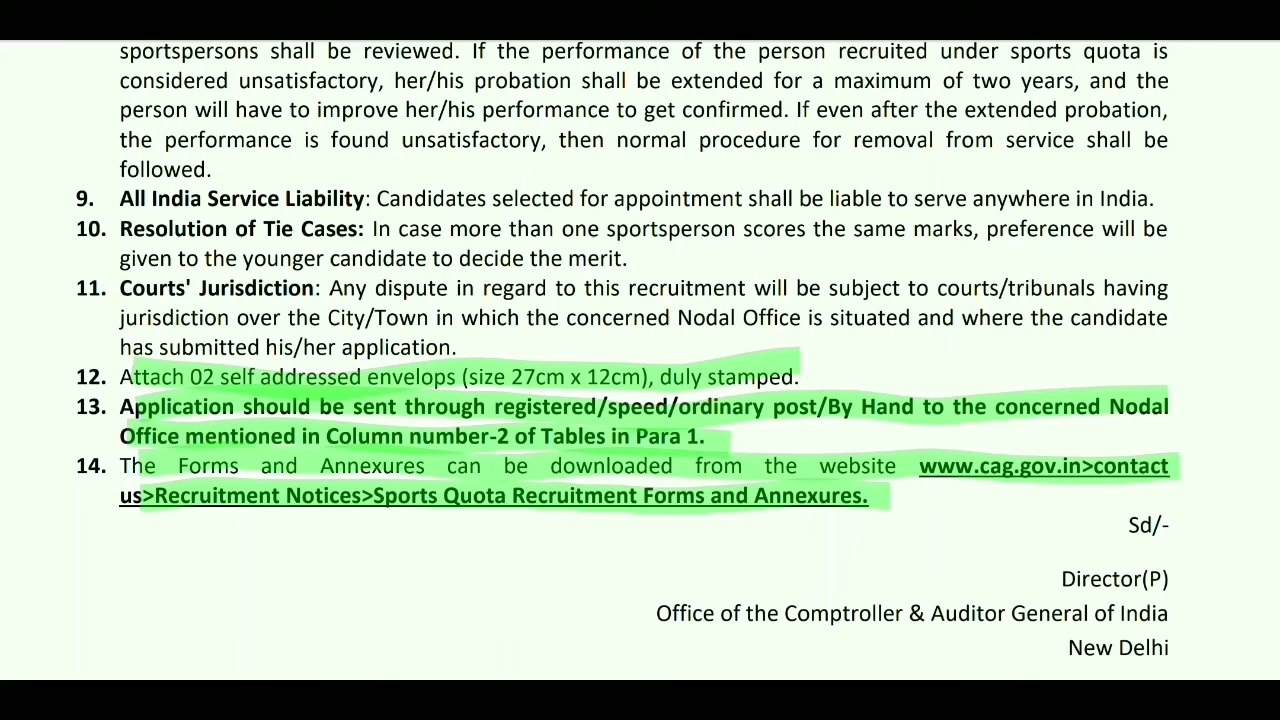 sportspersons shall be reviewed. If the performance of the person recruited under sports quota is
considered unsatisfactory, her/his probation shall be extended for a maximum of two years, and the
person will have to improve her/his performance to get confirmed. If even after the extended probation,
the performance is found unsatisfactory, then normal procedure for removal from service shall be
followed.
9. All India Service Liability: Candidates selected for appointment shall be liable to serve anywhere in India.
10. Resolution of Tie Cases: In case more than one sportsperson scores the same marks, preference will be
given to the younger candidate to decide the merit.
11. Courts' Jurisdiction: Any dispute in regard to this recruitment will be subject to courts/tribunals having
jurisdiction over the City/Town in which the concerned Nodal Office is situated and where the candidate
has submitted his/her application.
12. Attach 02 self addressed envelops (size 27cm x 12cm), duly stamped.
13. Application should be sent through registered/speed/ordinary post/By Hand to the concerned Nodal
Office mentioned in Column number-2 of Tables in Para 1.
14. The Forms and Annexures can be downloaded from the website www.cag.gov.in>contact
us>Recruitment Notices>Sports Quota Recruitment Forms and Annexures.
Sd/-
Director(P)
Office of the Comptroller & Auditor General of India
New Delhi